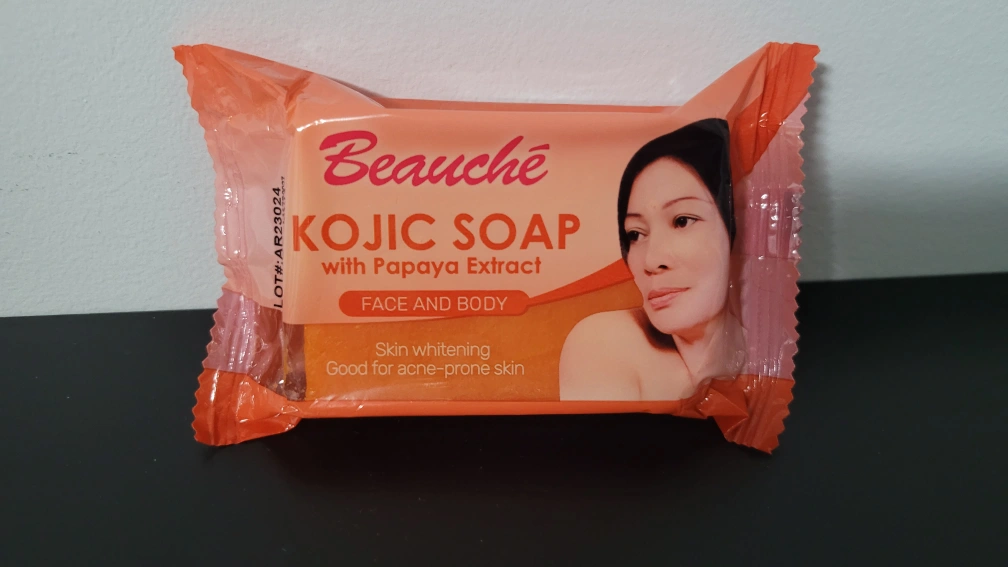 Beauché
KOJIC SOAP
with Papaya Extract
FACE AND BODY
Skin whitening
Good for acne-prone skin
LOT#:AR23024